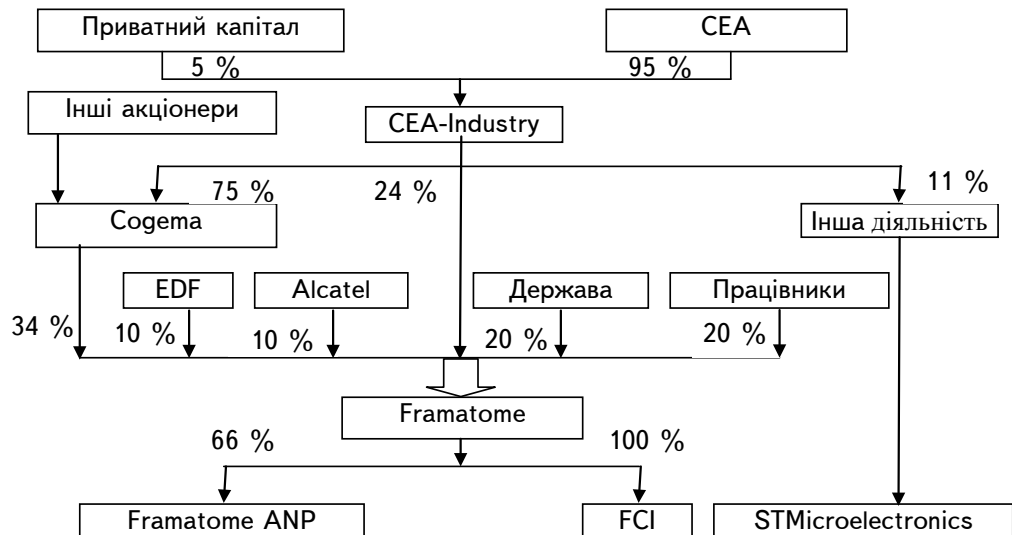 Приватний капітал
CEA
5 %
95 %
Інші акціонери
CEA-Industry
75 %
24 %
11 %
Cogema
Інша діяльність
EDF
Alcatel
Держава
Працівники
34 %
10 %
10 %
20 %
20 %
Framatome
66 %
100 %
Framatome ANP
FCI
STMicroelectronics